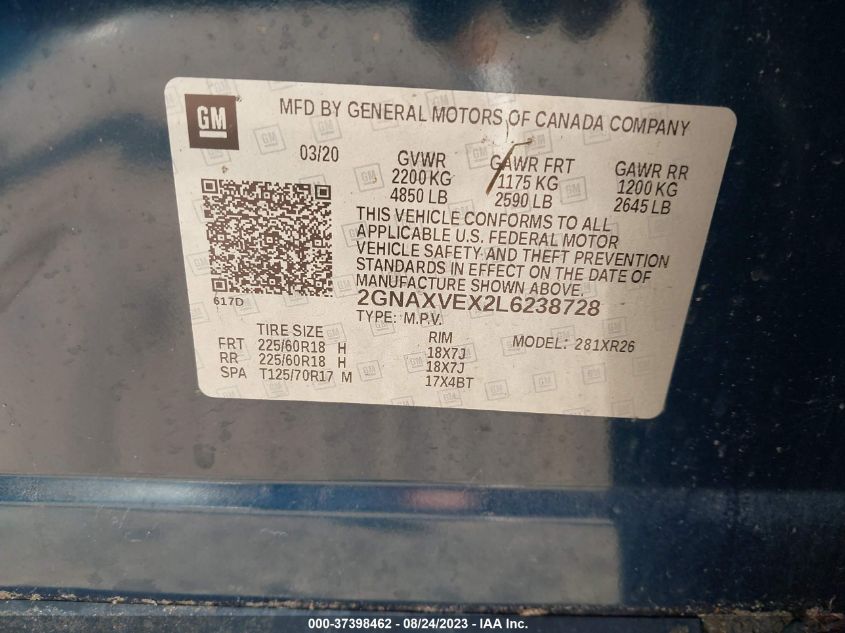 GM
MFD BY GENERAL MOTORS OF CANADA COMPANY
03/20 GVWR GAWR FRT GAWR RR
2200 KG 1175 KG 1200 KG
4850 LB 2590 LB 2645 LB
THIS VEHICLE CONFORMS TO ALL
APPLICABLE U.S. FEDERAL MOTOR
VEHICLE SAFETY AND THEFT PREVENTION
STANDARDS IN EFFECT ON THE DATE OF
MANUFACTURE SHOWN ABOVE.
617D
2GNAXVEX2L6238728
TYPE: M.P.V.
TIRE SIZE RIM MODEL: 281XR26
FRT 225/60R18 H 18X7J
RR 225/60R18 H 18X7J
SPA T125/70R17 M 17X4BT
000-37398462 - 08/24/2023 - IAAI.COM